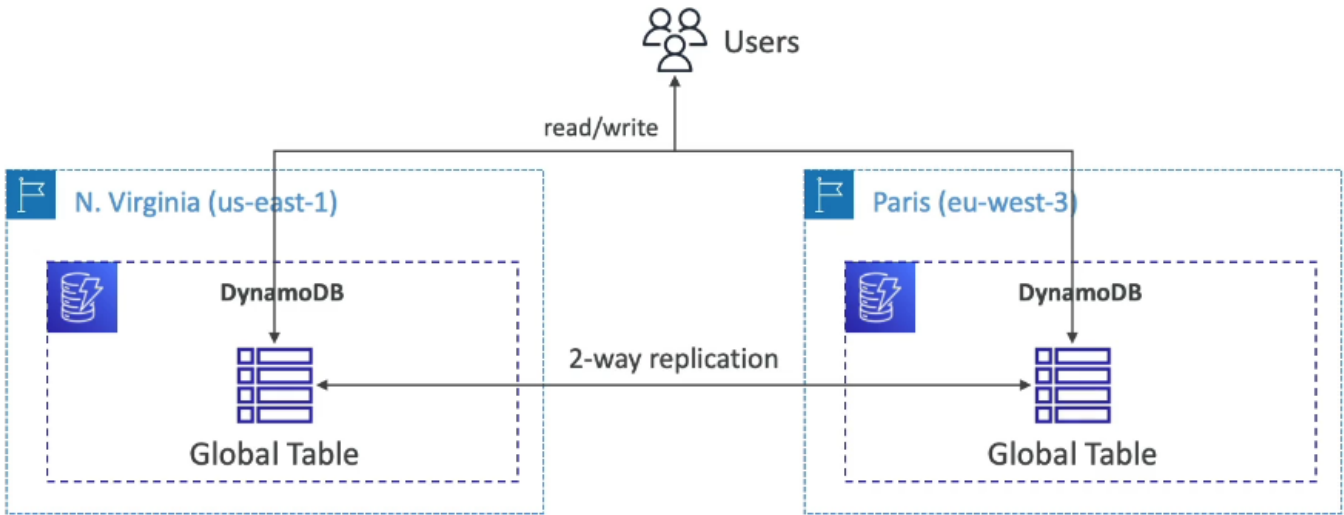 Users
read/write
N. Virginia (us-east-1)
Paris (eu-west-3)
DynamoDB
DynamoDB
2-way replication
Global Table
Global Table